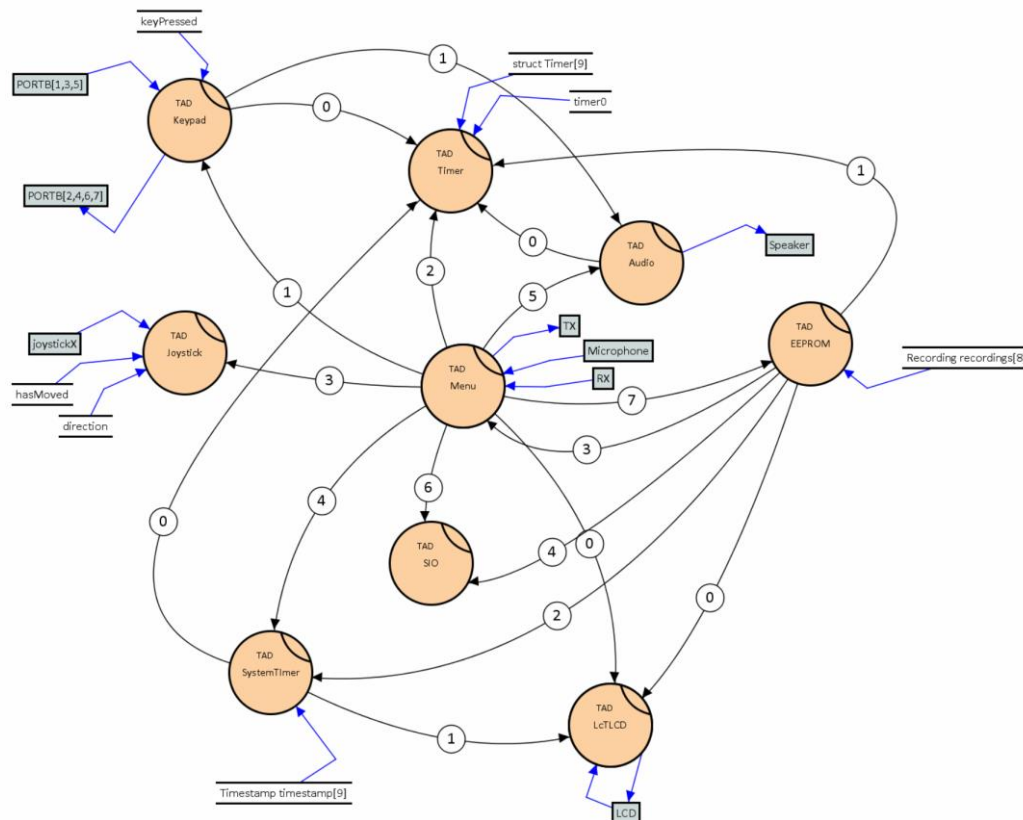 keyPressed
1
struct Timer[9]
PORTB[1,3,5]
TAD
Keypad
0
timer0
TAD
Timer
1
PORTB[2,4,6,7]
0
TAD
Audio
Speaker
2
1
5
TX
joystickX
TAD
Joystick
Microphone
TAD
EEPROM
Recording recordings[8
TAD
Menu
RX
3
hasMoved
7
direction
3
6
4
0
0
TAD
SIO
4
0
2
TAD
SystemTimer
TAD
LcTLCD
1
Timestamp timestamp[9]
LCD